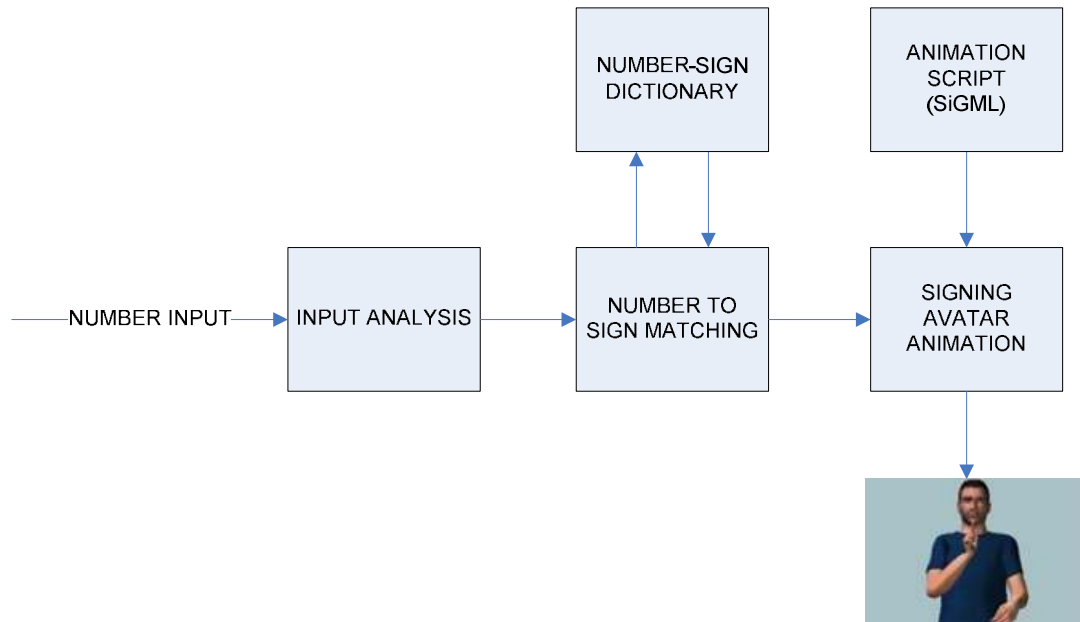 NUMBER-SIGN
DICTIONARY
ANIMATION
SCRIPT
(SiGML)
NUMBER INPUT
INPUT ANALYSIS
NUMBER TO
SIGN MATCHING
SIGNING
AVATAR
ANIMATION